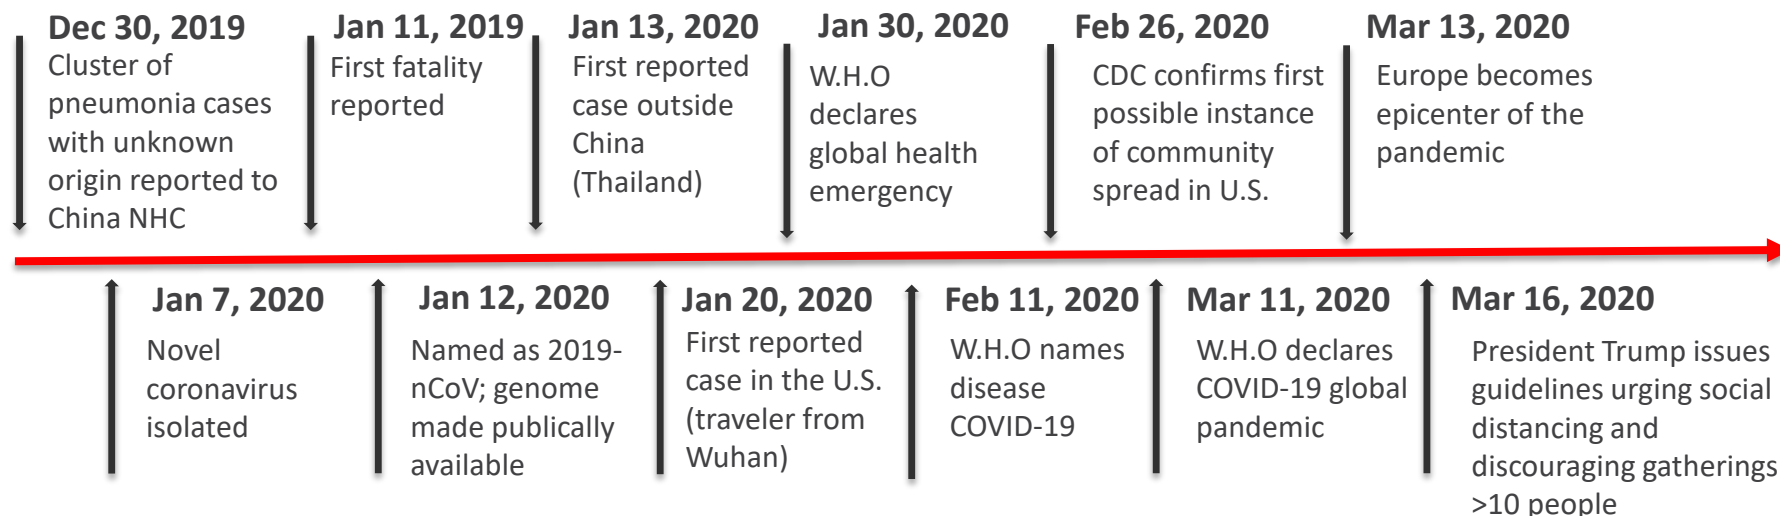 Dec 30, 2019
Cluster of
pneumonia cases
with unknown
origin reported to
China NHC
Jan 11, 2019
First fatality
reported
Jan 13, 2020
First reported
case outside
China
(Thailand)
Jan 30, 2020
W.H.O
declares
global health
emergency
Feb 26, 2020
CDC confirms first
possible instance
of community
spread in U.S.
Mar 13, 2020
Europe becomes
epicenter of the
pandemic
Jan 7, 2020
Novel
coronavirus
isolated
Jan 12, 2020
Named as 2019-
nCoV; genome
made publically
available
Jan 20, 2020
First reported
case in the U.S.
(traveler from
Wuhan)
Feb 11, 2020
W.H.O names
disease
COVID-19
Mar 11, 2020
W.H.O declares
COVID-19 global
pandemic
Mar 16, 2020
President Trump issues
guidelines urging social
distancing and
discouraging gatherings
>10 people